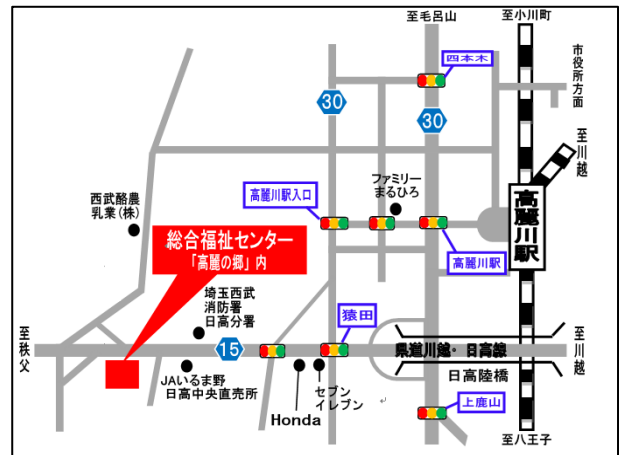 至毛呂山
至小川町
四本木
市役所方面
30
30
至川越
ファミリー
まるひろ
西武酪農
乳業(株)
高麗川駅入口
高麗川駅
高麗川駅
総合福祉センター
「高麗の郷」内
埼玉西武
消防署
日高分署
猿田
至秩父
15
県道川越・日高線
至川越
JAいるま野
日高中央直売所
セブン
イレブン
Honda
日高陸橋
上鹿山
至八王子